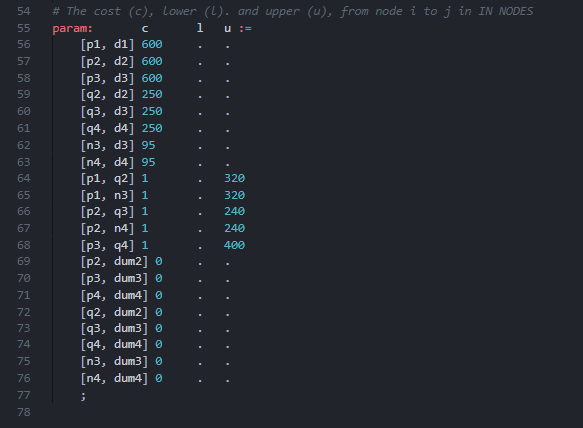 54 # The cost (c), lower (l). and upper (u), from node i to j in IN NODES
55 param: c l u :=
56 [p1, d1] 600 . .
57 [p2, d2] 600 . .
58 [p3, d3] 600 . .
59 [q2, d2] 250 . .
60 [q3, d3] 250 . .
61 [q4, d4] 250 . .
62 [n3, d3] 95 . .
63 [n4, d4] 95 . .
64 [p1, q2] 1 . 320
65 [p1, n3] 1 . 320
66 [p2, q3] 1 . 240
67 [p2, n4] 1 . 240
68 [p3, q4] 1 . 400
69 [p2, dum2] 0 . .
70 [p3, dum3] 0 . .
71 [p4, dum4] 0 . .
72 [q2, dum2] 0 . .
73 [q3, dum3] 0 . .
74 [q4, dum4] 0 . .
75 [n3, dum3] 0 . .
76 [n4, dum4] 0 . .
77 ;
78